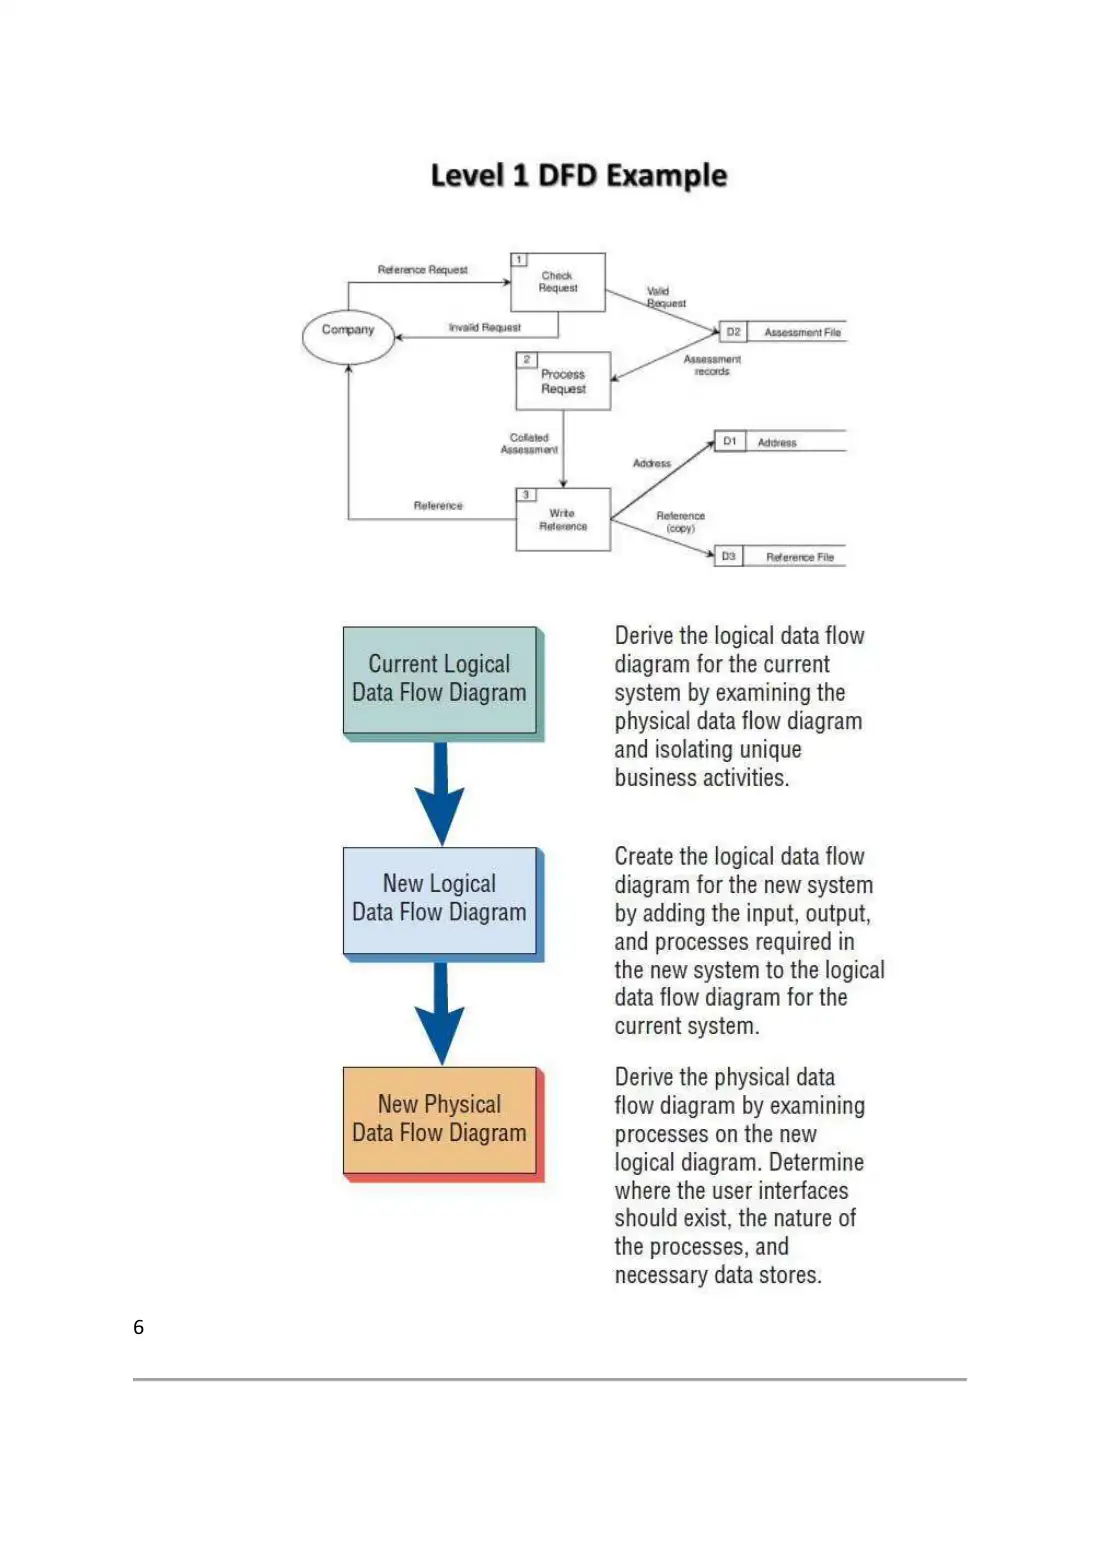 Level 1 DFD Example
1
Check
Request
Reference Request
Valid
Request
Company
Invalid Request
D2 Assessment File
2
Process
Request
Assessment
records
Collated
Assessment
D1 Address
Address
3
Write
Reference
Reference
Reference
(copy)
D3 Reference File
Current Logical
Data Flow Diagram
Derive the logical data flow
diagram for the current
system by examining the
physical data flow diagram
and isolating unique
business activities.
New Logical
Data Flow Diagram
Create the logical data flow
diagram for the new system
by adding the input, output,
and processes required in
the new system to the logical
data flow diagram for the
current system.
New Physical
Data Flow Diagram
Derive the physical data
flow diagram by examining
processes on the new
logical diagram. Determine
where the user interfaces
should exist, the nature of
the processes, and
necessary data stores.
6